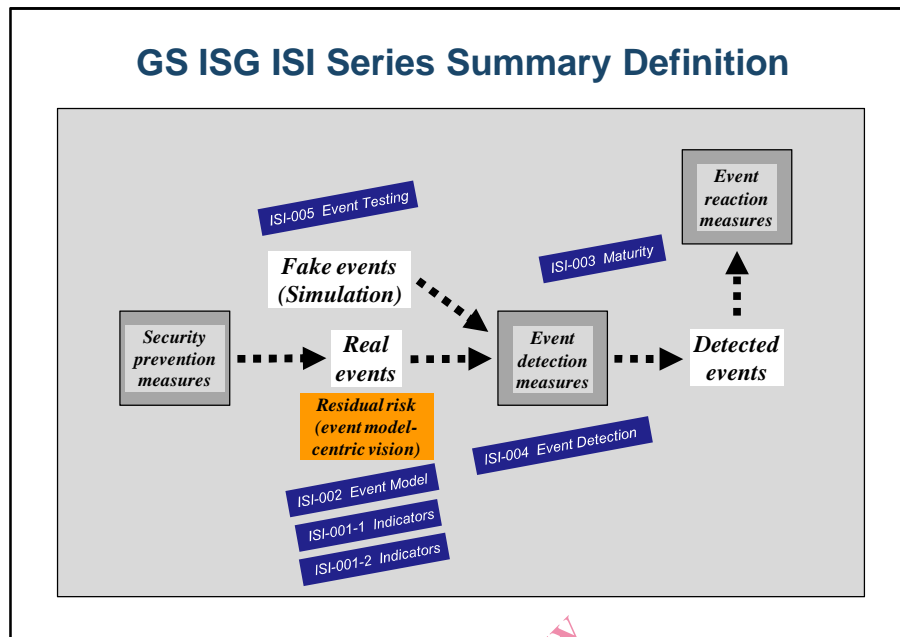 GS ISG ISI Series Summary Definition
Event
reaction
measures
ISI-005 Event Testing
ISI-003 Maturity
Fake events
(Simulation)
Security
prevention
measures
Real
events
Event
detection
measures
Detected
events
Residual risk
(event model-
centric vision)
ISI-004 Event Detection
ISI-002 Event Model
ISI-001-1 Indicators
ISI-001-2 Indicators